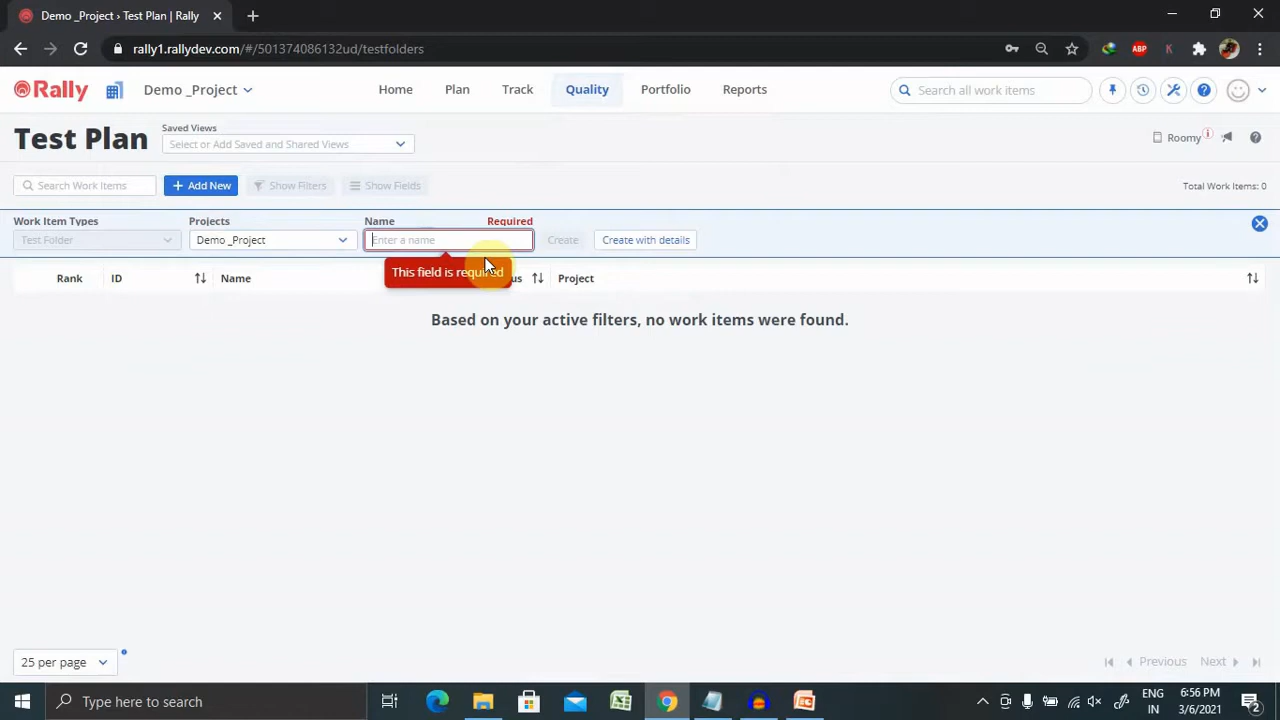 Demo _Project › Test Plan | Rally
rally1.rallydev.com/#/501374086132ud/testfolders
ABP
K
Rally
Demo _Project
Home
Plan
Track
Quality
Portfolio
Reports
Search all work items
Test Plan
Saved Views
Select or Add Saved and Shared Views
Roomy
Search Work Items
+ Add New
Show Filters
Show Fields
Total Work Items: 0
Work Item Types
Projects
Name
Required
Test Folder
Demo _Project
Enter a name
Create
Create with details
This field is required
Rank
ID
Name
us
Project
Based on your active filters, no work items were found.
25 per page
Previous
Next
Type here to search
ENG
IN
6:56 PM
3/6/2021
2